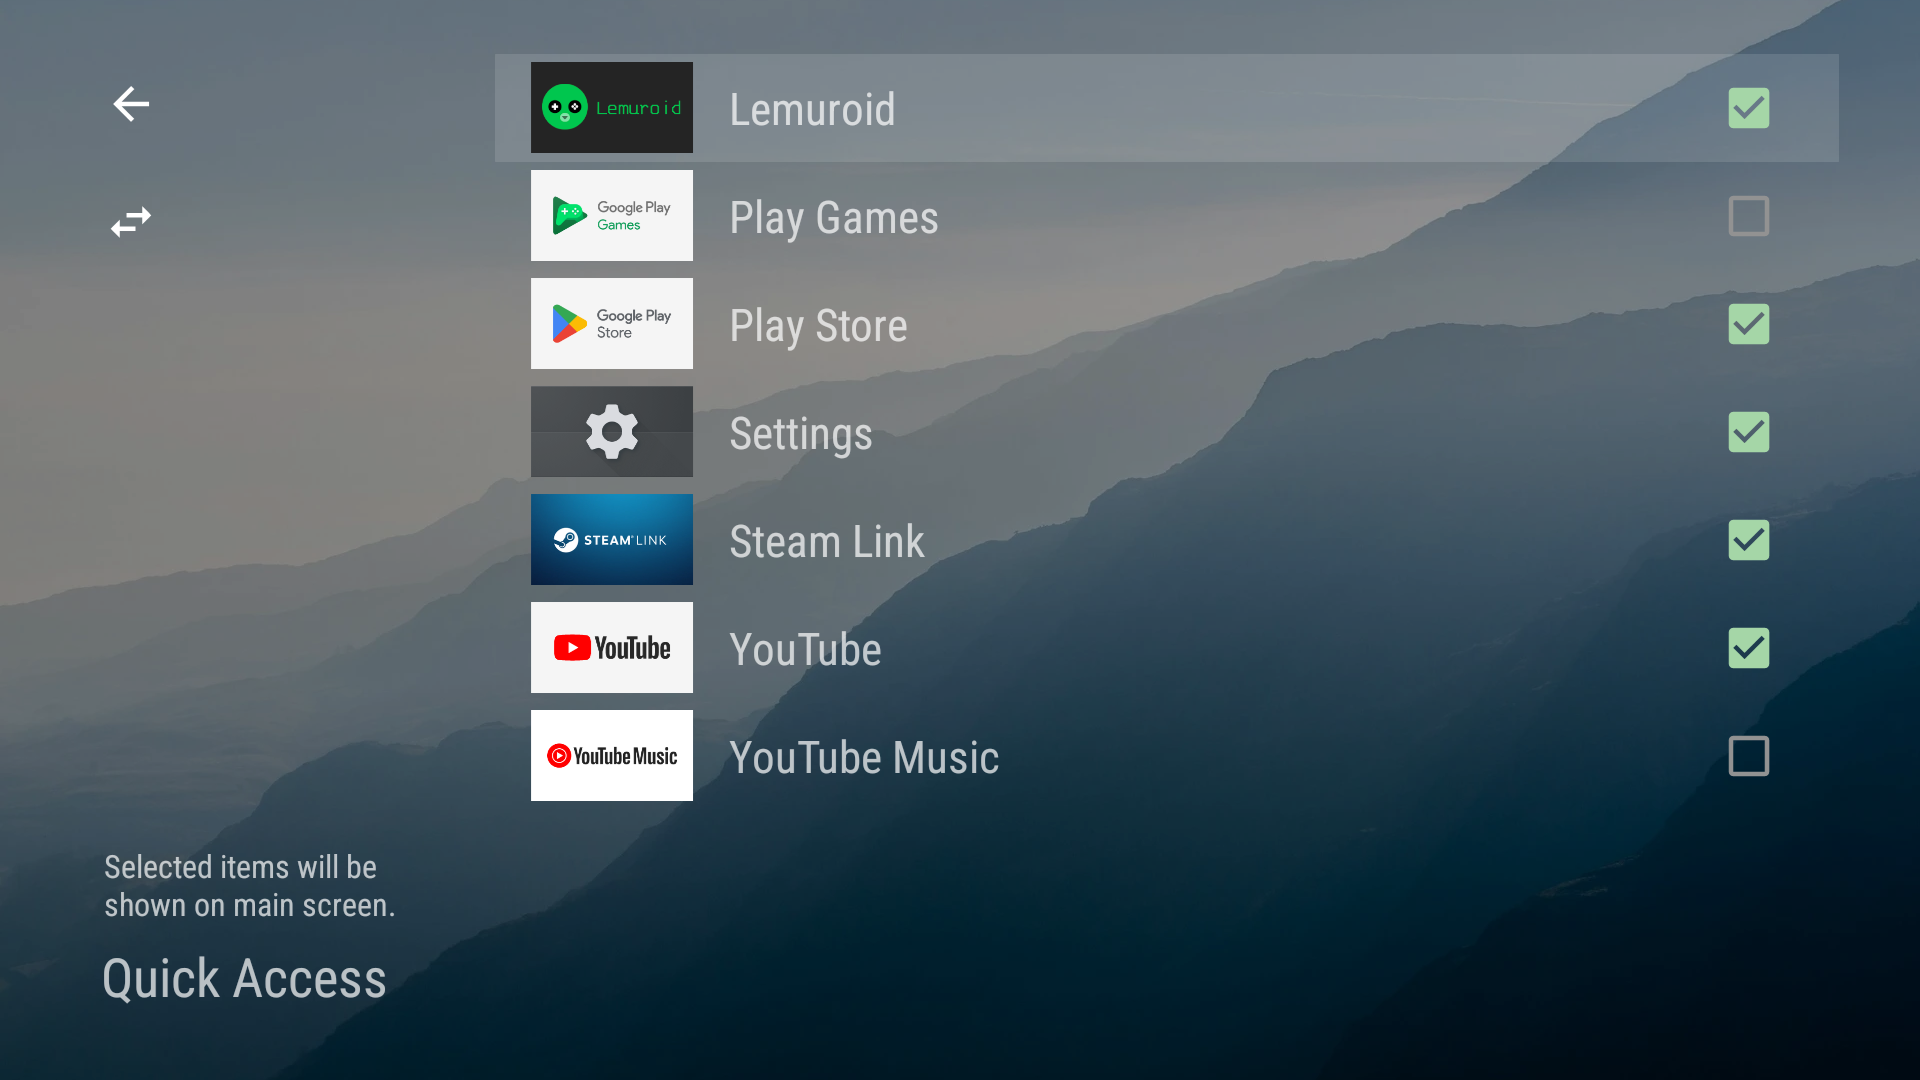 Lemuroid
Lemuroid
Google Play
Games
Play Games
Google Play
Store
Play Store
Settings
STEAM LINK
Steam Link
YouTube
YouTube
YouTube Music
YouTube Music
Selected items will be
shown on main screen.
Quick Access